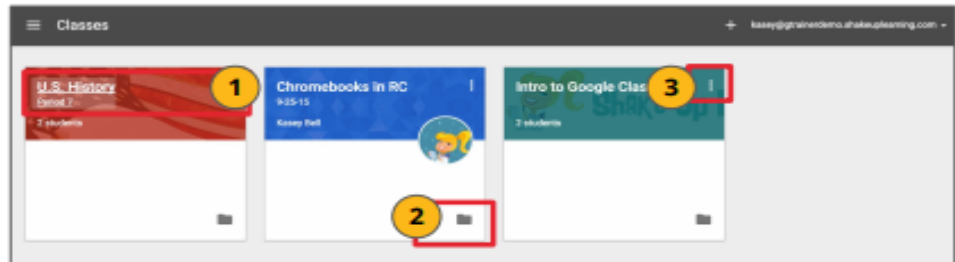 Classes
+ kasey@gtrainerdemo.shakeuplearning.com
U.S. History
Period 7
2 students
1
Chromebooks in RC
9-25-15
Kasey Bell
2
Intro to Google Clas
2 students
3